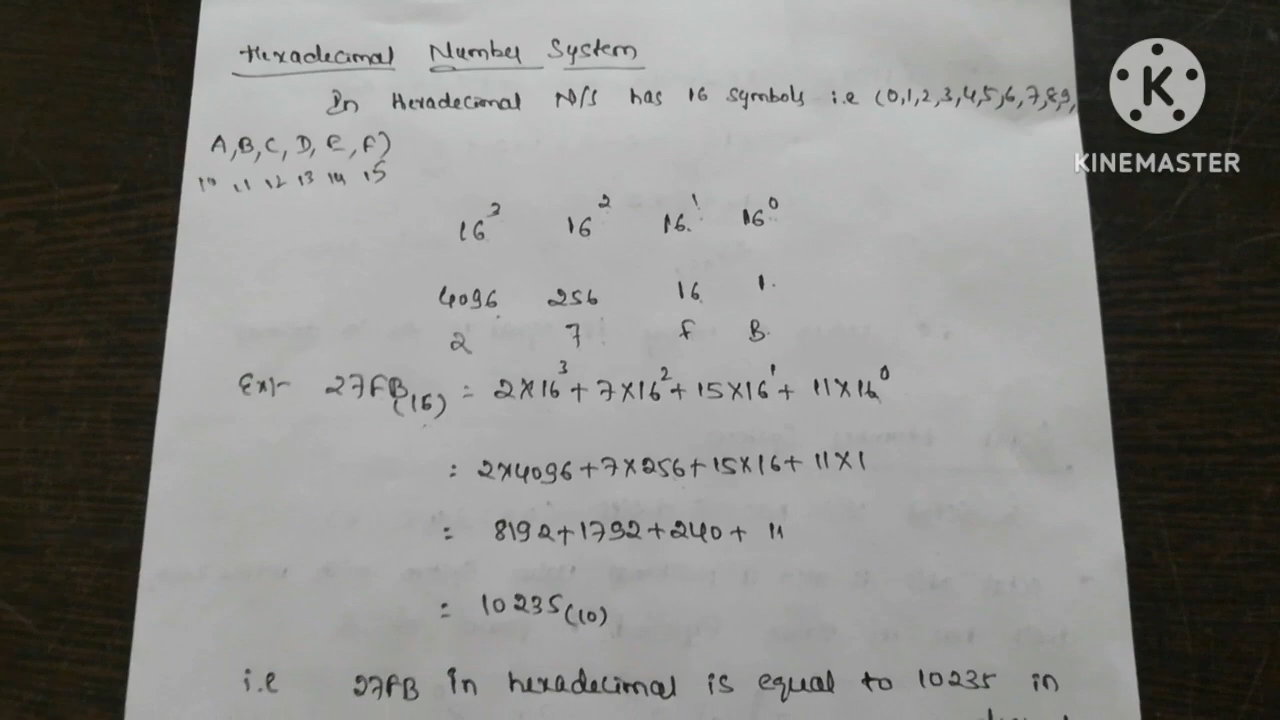 Hexadecimal Number System
In Hexadecimal N/S has 16 symbols i.e (0,1,2,3,4,5,6,7,8,9,
A,B,C,D,E,F)
10 11 12 13 14 15
16³ 16² 16¹ 16⁰
4096 256 16 1
2 7 F B
Ex:- 27FB(16) = 2×16³+7×16²+15×16¹+ 11×16⁰
= 2×4096+7×256+15×16+ 11×1
= 8192+1792+240+ 11
= 10235(10)
i.e 27FB in hexadecimal is equal to 10235 in
K
KINEMASTER